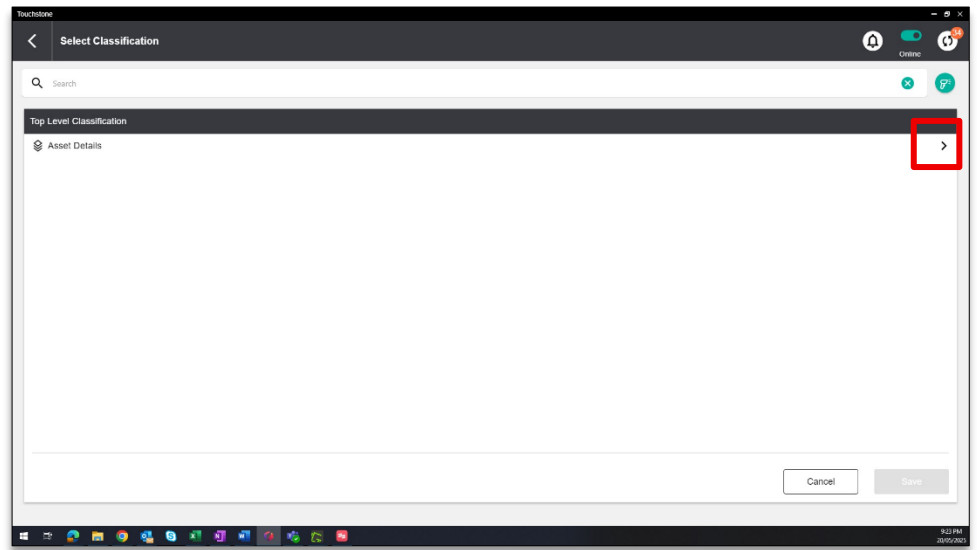 Touchstone
Select Classification
34
Online
Search
Top Level Classification
Asset Details
Cancel
Save
9:23 PM
20/05/2025